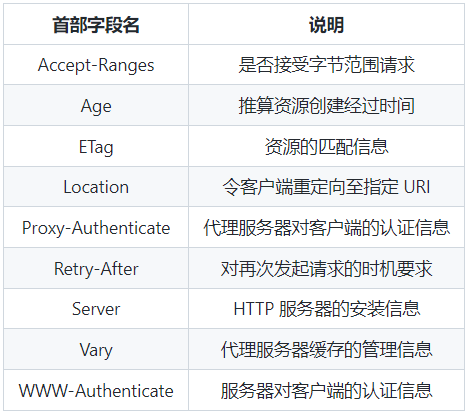 首部字段名 说明
Accept-Ranges 是否接受字节范围请求
Age 推算资源创建经过时间
ETag 资源的匹配信息
Location 令客户端重定向至指定 URI
Proxy-Authenticate 代理服务器对客户端的认证信息
Retry-After 对再次发起请求的时机要求
Server HTTP 服务器的安装信息
Vary 代理服务器缓存的管理信息
WWW-Authenticate 服务器对客户端的认证信息